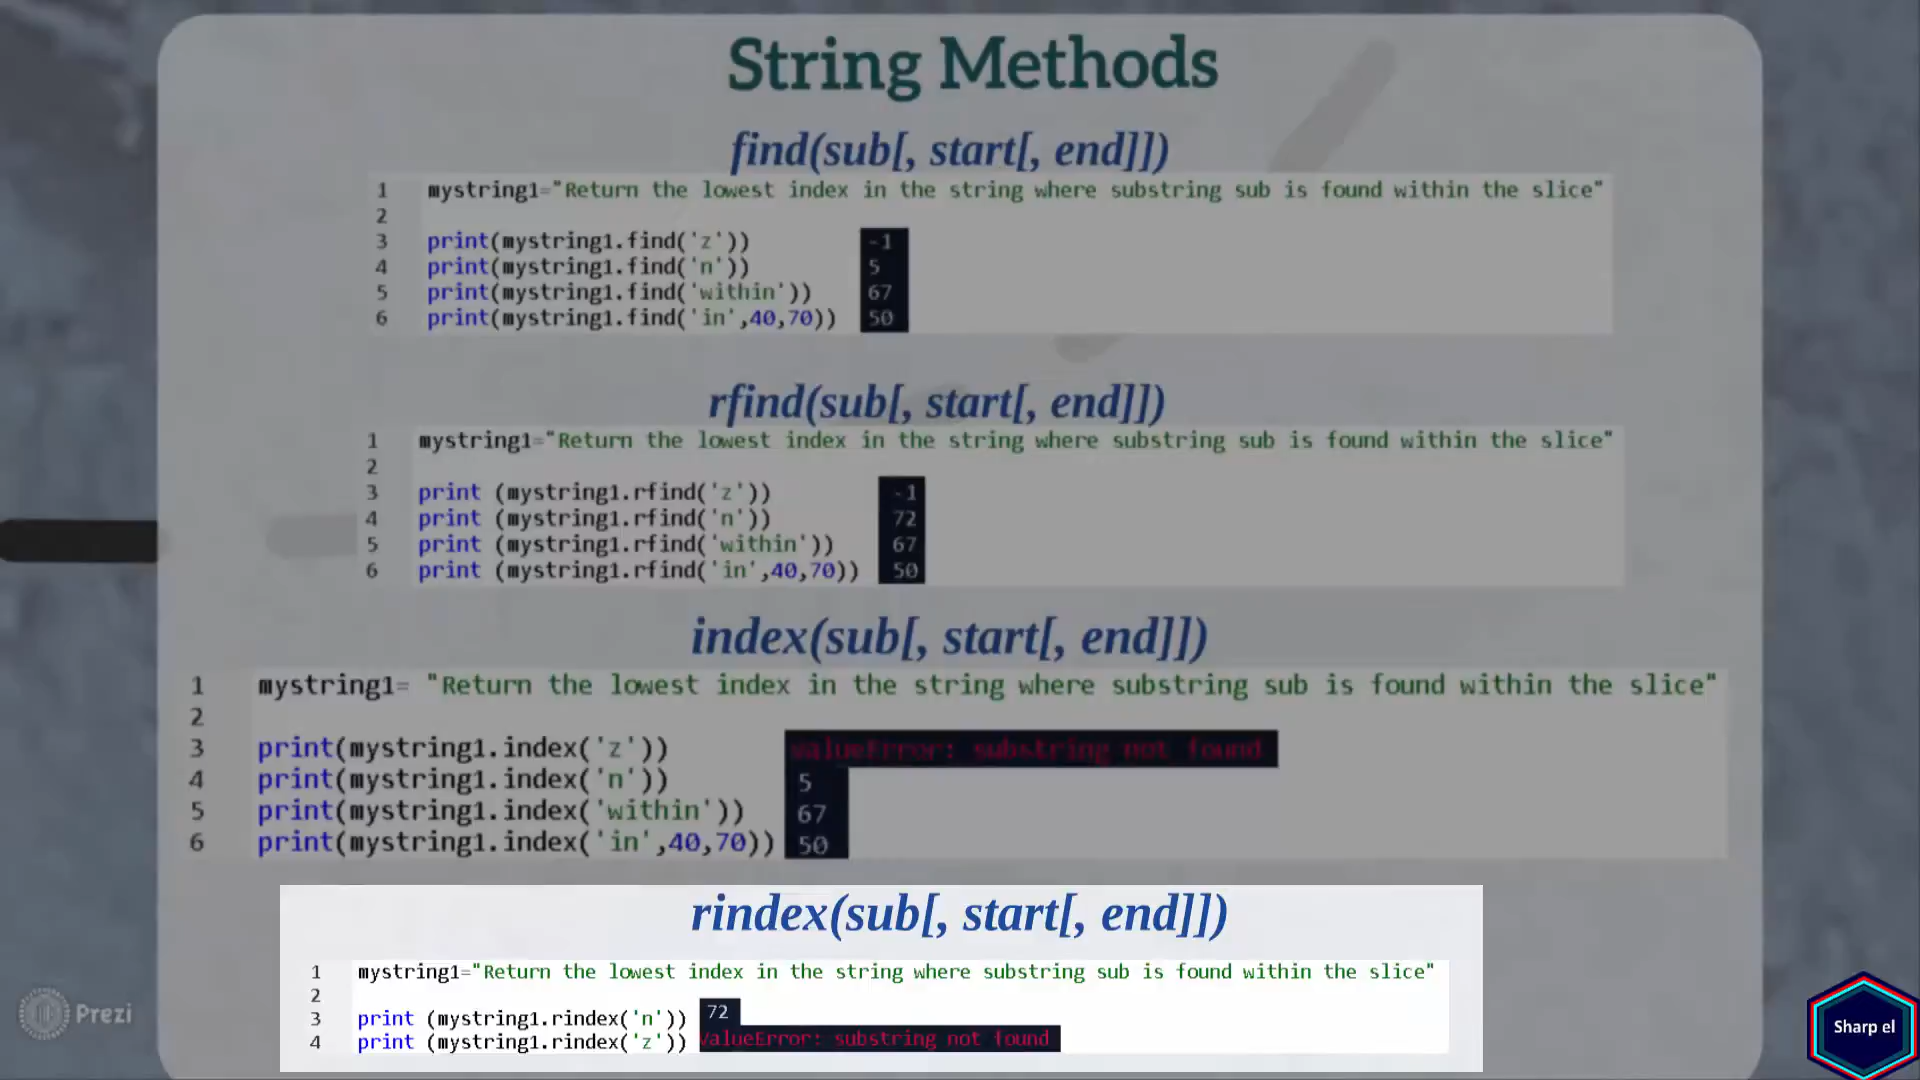 String Methods
find(sub[, start[, end]])
1 mystring1="Return the lowest index in the string where substring sub is found within the slice"
2
3 print(mystring1.find('z')) -1
4 print(mystring1.find('n')) 5
5 print(mystring1.find('within')) 67
6 print(mystring1.find('in',40,70)) 50
rfind(sub[, start[, end]])
1 mystring1="Return the lowest index in the string where substring sub is found within the slice"
2
3 print (mystring1.rfind('z')) -1
4 print (mystring1.rfind('n')) 72
5 print (mystring1.rfind('within')) 67
6 print (mystring1.rfind('in',40,70)) 50
index(sub[, start[, end]])
1 mystring1= "Return the lowest index in the string where substring sub is found within the slice"
2
3 print(mystring1.index('z')) ValueError: substring not found
4 print(mystring1.index('n')) 5
5 print(mystring1.index('within')) 67
6 print(mystring1.index('in',40,70)) 50
rindex(sub[, start[, end]])
1 mystring1="Return the lowest index in the string where substring sub is found within the slice"
2
3 print (mystring1.rindex('n')) 72
4 print (mystring1.rindex('z')) ValueError: substring not found
Prezi
Sharp el